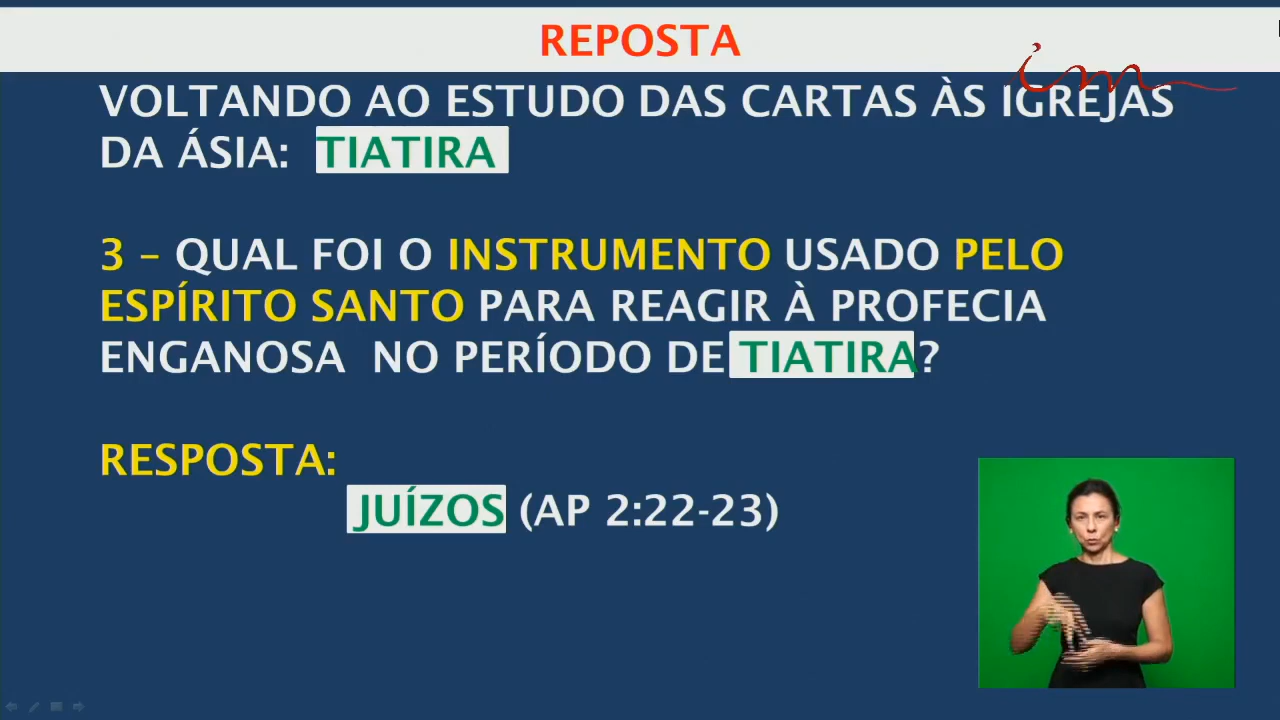 REPOSTA
im
VOLTANDO AO ESTUDO DAS CARTAS ÀS IGREJAS
DA ÁSIA: TIATIRA
3 – QUAL FOI O INSTRUMENTO USADO PELO
ESPÍRITO SANTO PARA REAGIR À PROFECIA
ENGANOSA NO PERÍODO DE TIATIRA?
RESPOSTA:
JUÍZOS (AP 2:22-23)